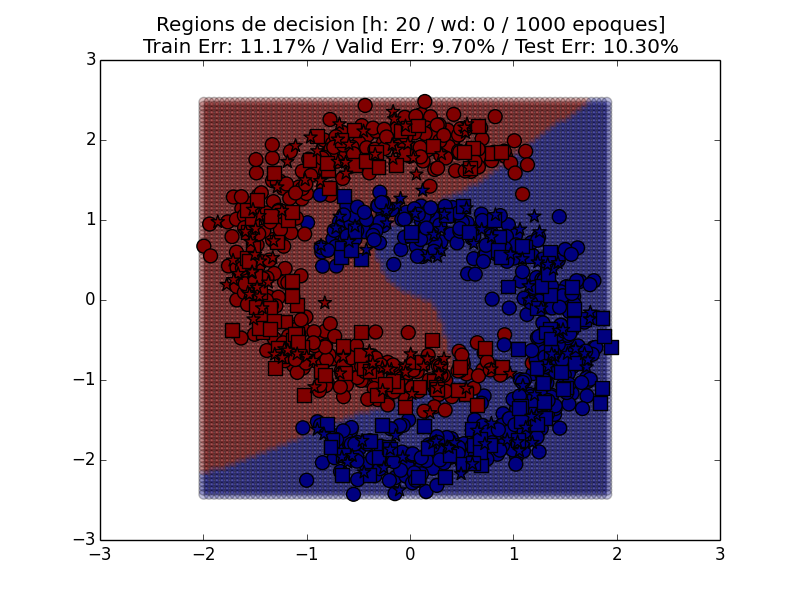 Regions de decision [h: 20 / wd: 0 / 1000 epoques]
Train Err: 11.17% / Valid Err: 9.70% / Test Err: 10.30%
3
2
1
0
−1
−2
−3
−3 −2 −1 0 1 2 3